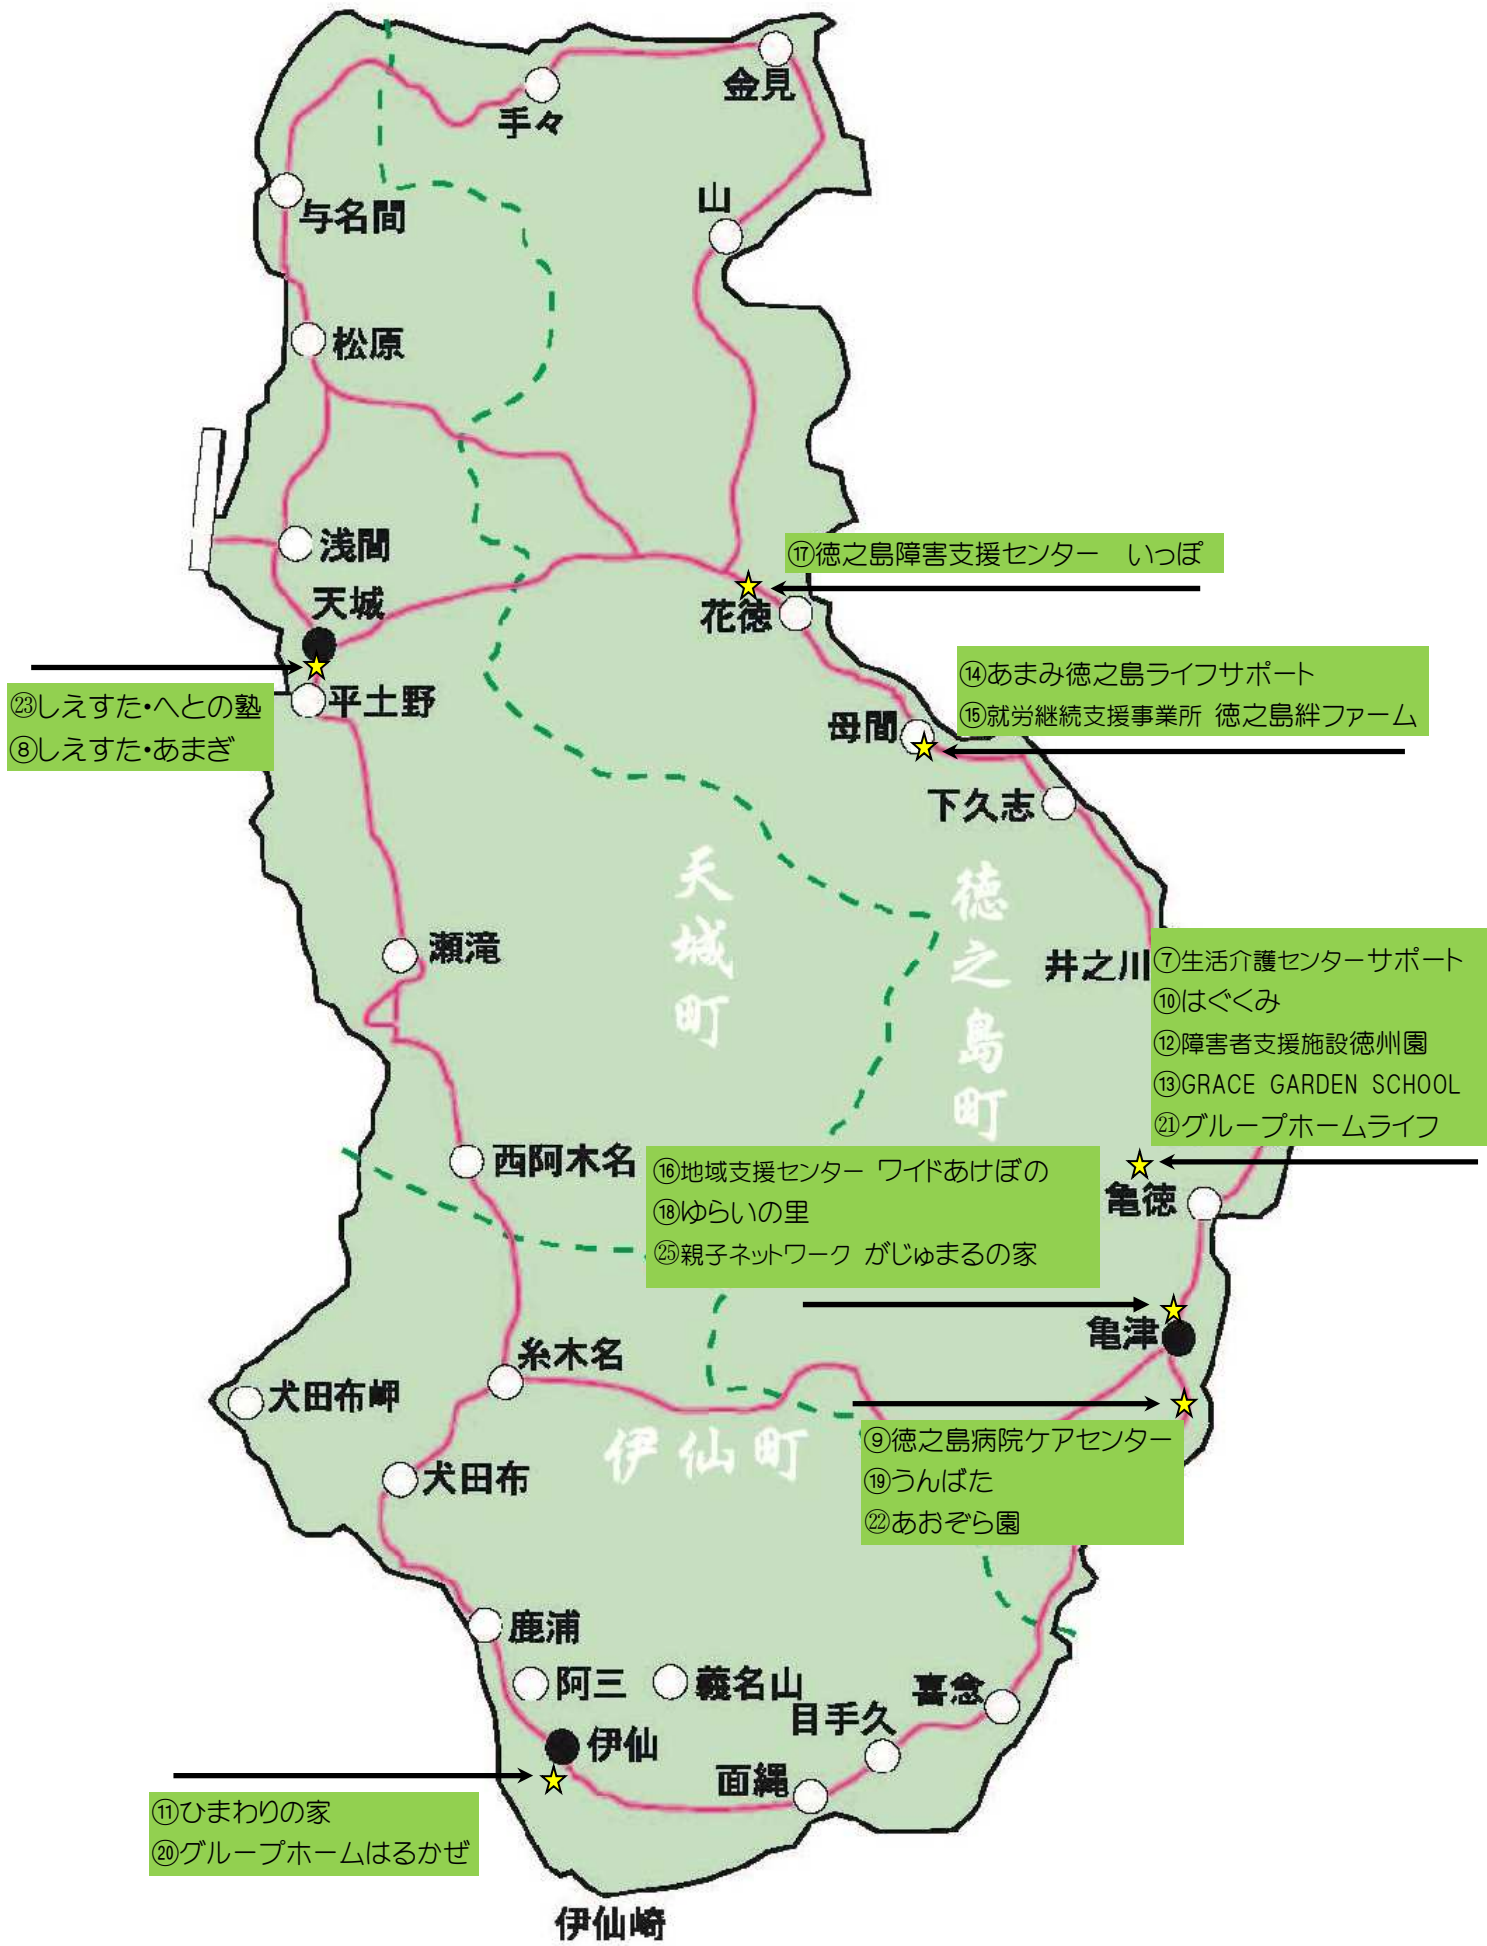 金見
手々
山
与名間
松原
浅間
⑰徳之島障害支援センター いっぽ
天城
花徳
⑭あまみ徳之島ライフサポート
⑮就労継続支援事業所 徳之島絆ファーム
㉓しえすた・へとの塾
⑧しえすた・あまぎ
平土野
母間
下久志
天城町
徳之島町
瀬滝
井之川
⑦生活介護センターサポート
⑩はぐくみ
⑫障害者支援施設徳州園
⑬GRACE GARDEN SCHOOL
㉑グループホームライフ
西阿木名
⑯地域支援センター ワイドあけぼの
⑱ゆらいの里
㉕親子ネットワーク がじゅまるの家
亀徳
亀津
糸木名
犬田布岬
伊仙町
⑨徳之島病院ケアセンター
⑲うんばた
㉒あおぞら園
犬田布
鹿浦
阿三
義名山
喜念
目手久
伊仙
面縄
⑪ひまわりの家
⑳グループホームはるかぜ
伊仙崎